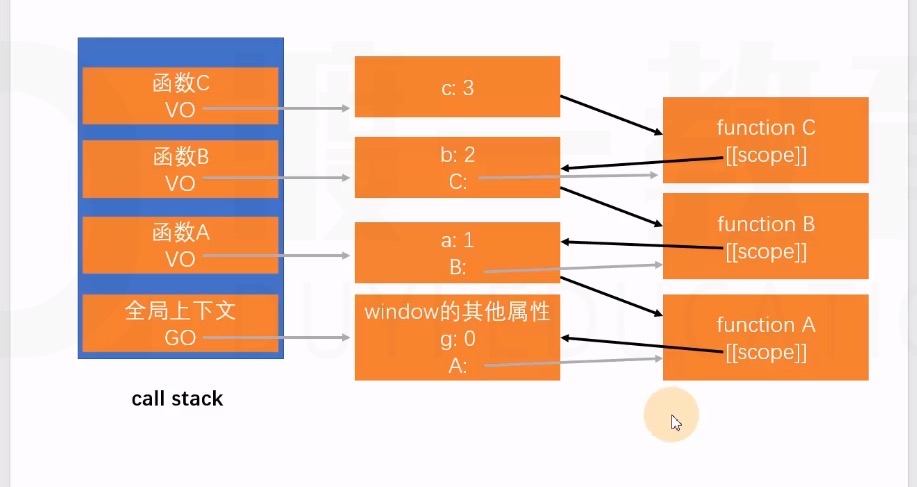 函数C
VO
函数B
VO
函数A
VO
全局上下文
GO
call stack
c: 3
b: 2
C:
a: 1
B:
window的其他属性
g: 0
A:
function C
[[scope]]
function B
[[scope]]
function A
[[scope]]